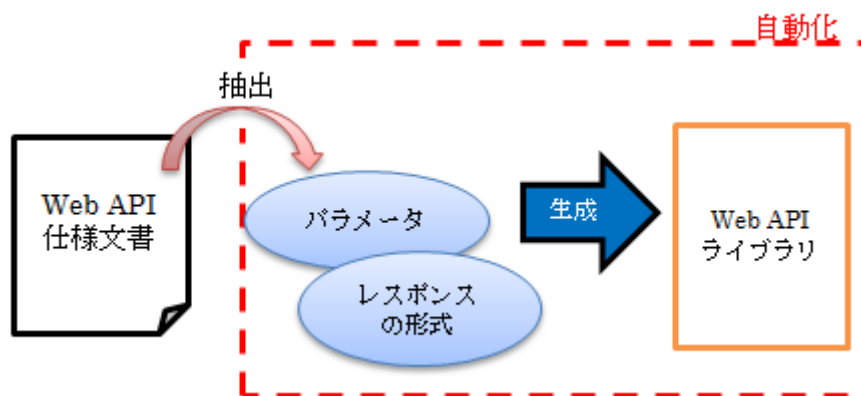 自動化
抽出
Web API
仕様文書
パラメータ
レスポンス
の形式
生成
Web API
ライブラリ